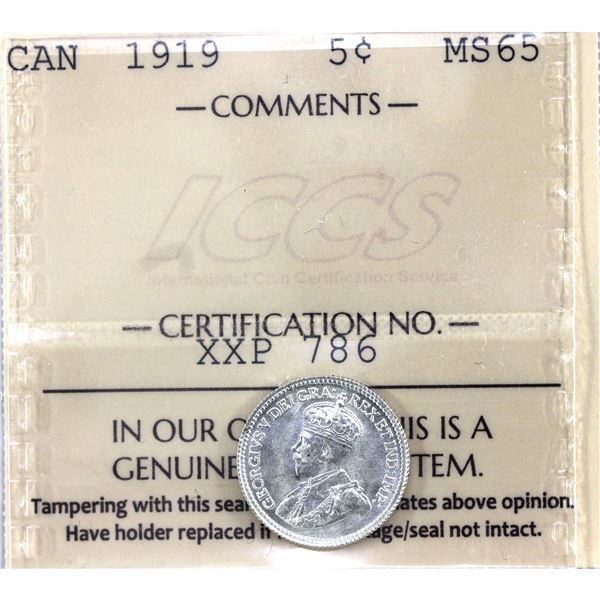 CAN 1919 5¢ MS65
— COMMENTS —
ICCS
International Coin Certification Service
— CERTIFICATION NO. —
XXP 786
IN OUR IS IS A
GENUINE TEM.
Tampering with this seal ates above opinion.
Have holder replaced if age/seal not intact.
GEORGIVS V DEI GRA: REX ET IND:IMP: